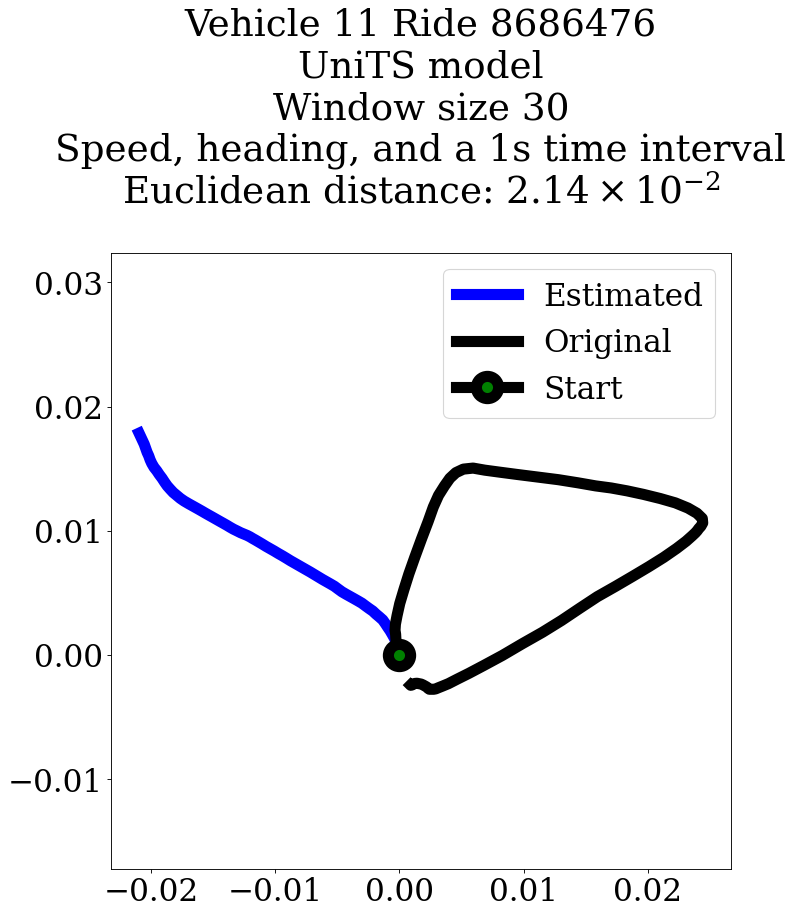 Vehicle 11 Ride 8686476
UniTS model
Window size 30
Speed, heading, and a 1s time interval
Euclidean distance: 2.14 × 10⁻²
Estimated
Original
Start
0.03
0.02
0.01
0.00
−0.01
−0.02 −0.01 0.00 0.01 0.02